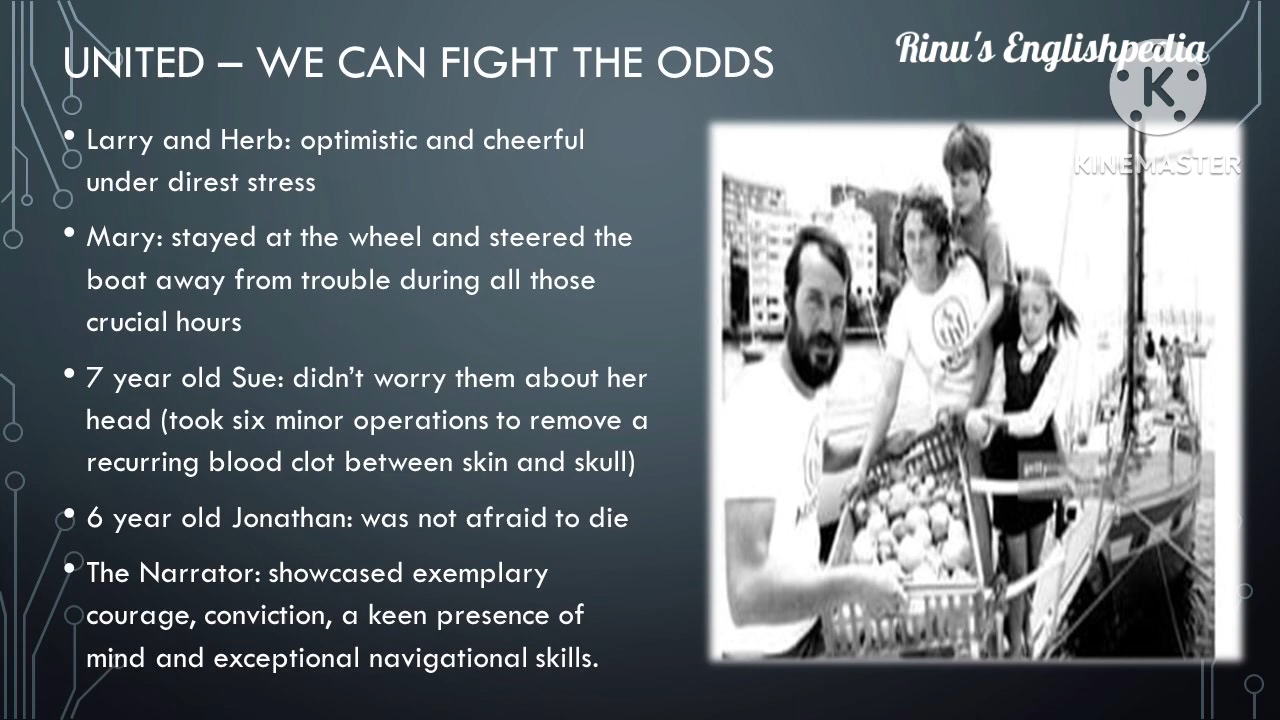 UNITED – WE CAN FIGHT THE ODDS
Rinu's Englishpedia
K
KINEMASTER
• Larry and Herb: optimistic and cheerful
under direst stress
• Mary: stayed at the wheel and steered the
boat away from trouble during all those
crucial hours
• 7 year old Sue: didn't worry them about her
head (took six minor operations to remove a
recurring blood clot between skin and skull)
• 6 year old Jonathan: was not afraid to die
• The Narrator: showcased exemplary
courage, conviction, a keen presence of
mind and exceptional navigational skills.